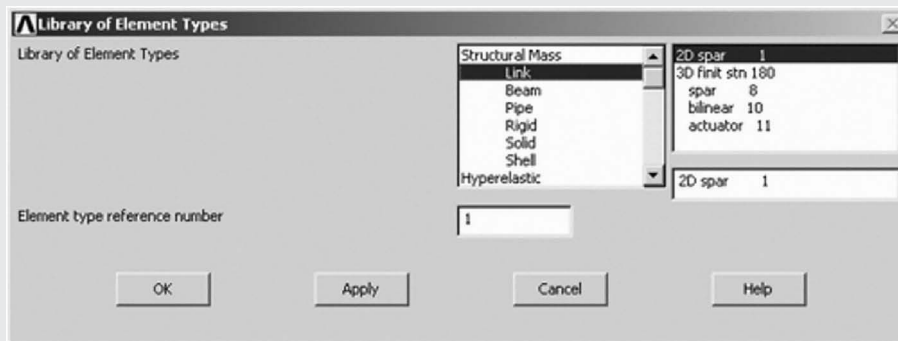 Library of Element Types
Library of Element Types
Structural Mass
Link
Beam
Pipe
Rigid
Solid
Shell
Hyperelastic
2D spar 1
3D finit stn 180
spar 8
bilinear 10
actuator 11
2D spar 1
Element type reference number
1
OK
Apply
Cancel
Help